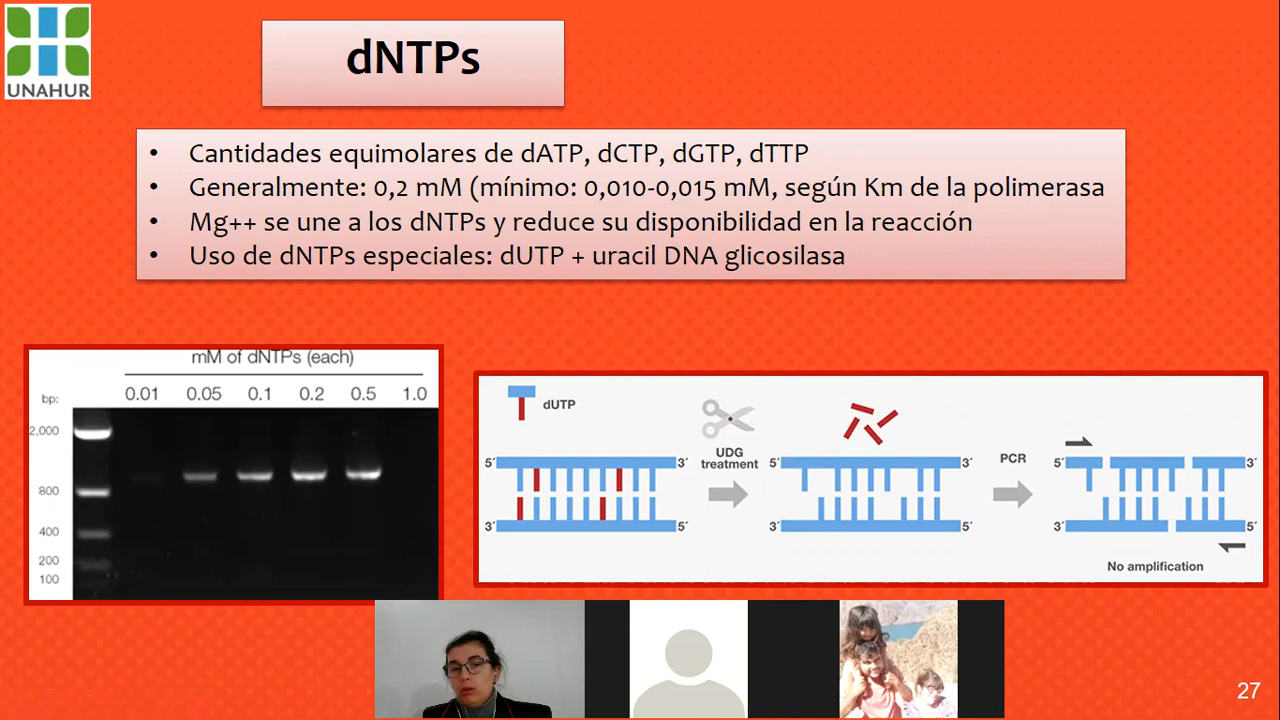 UNAHUR
dNTPs
• Cantidades equimolares de dATP, dCTP, dGTP, dTTP
• Generalmente: 0,2 mM (mínimo: 0,010-0,015 mM, según Km de la polimerasa
• Mg++ se une a los dNTPs y reduce su disponibilidad en la reacción
• Uso de dNTPs especiales: dUTP + uracil DNA glicosilasa
mM of dNTPs (each)
bp: 0.01 0.05 0.1 0.2 0.5 1.0
2,000
800
400
200
100
dUTP
UDG
treatment
PCR
5´ 3´ 5´ 3´ 5´ 3´
3´ 5´ 3´ 5´ 3´ 5´
No amplification
27